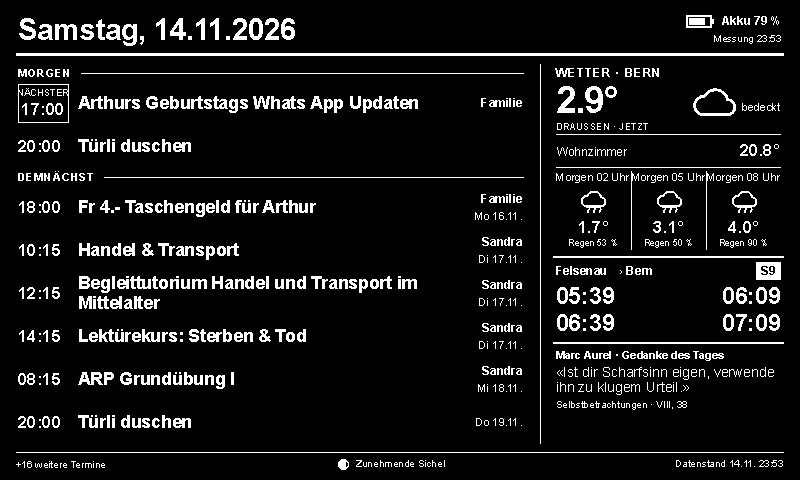 Samstag, 14.11.2026
Akku 79 %
Messung 23:53
MORGEN
NÄCHSTER
17:00 Arthurs Geburtstags Whats App Updaten Familie
20:00 Türli duschen
DEMNÄCHST
18:00 Fr 4.- Taschengeld für Arthur Familie
Mo 16.11.
10:15 Handel & Transport Sandra
Di 17.11.
12:15 Begleittutorium Handel und Transport im
Mittelalter
Sandra
Di 17.11.
14:15 Lektürekurs: Sterben & Tod Sandra
Di 17.11.
08:15 ARP Grundübung I Sandra
Mi 18.11.
20:00 Türli duschen Do 19.11.
WETTER · BERN
2.9° bedeckt
DRAUSSEN · JETZT
Wohnzimmer 20.8°
Morgen 02 Uhr Morgen 05 Uhr Morgen 08 Uhr
1.7° 3.1° 4.0°
Regen 53 % Regen 50 % Regen 90 %
Felsenau → Bern S9
05:39 06:09
06:39 07:09
Marc Aurel · Gedanke des Tages
«Ist dir Scharfsinn eigen, verwende
ihn zu klugem Urteil.»
Selbstbetrachtungen · VIII, 38
+16 weitere Termine
Zunehmende Sichel
Datenstand 14.11. 23:53